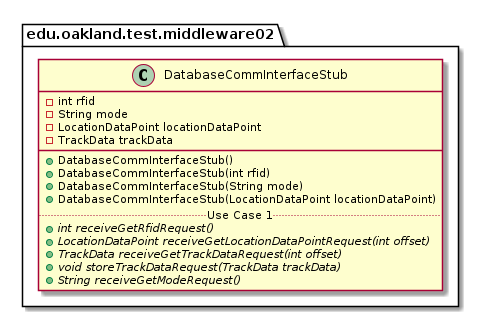 edu.oakland.test.middleware02
C DatabaseCommInterfaceStub
int rfid
String mode
LocationDataPoint locationDataPoint
TrackData trackData
DatabaseCommInterfaceStub()
DatabaseCommInterfaceStub(int rfid)
DatabaseCommInterfaceStub(String mode)
DatabaseCommInterfaceStub(LocationDataPoint locationDataPoint)
Use Case 1
int receiveGetRfidRequest()
LocationDataPoint receiveGetLocationDataPointRequest(int offset)
TrackData receiveGetTrackDataRequest(int offset)
void storeTrackDataRequest(TrackData trackData)
String receiveGetModeRequest()